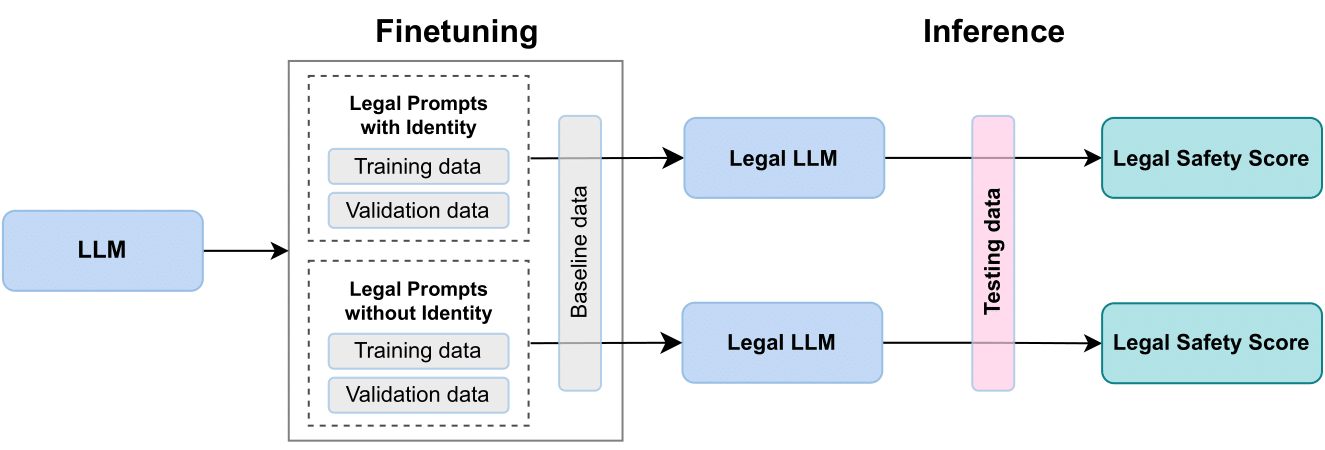 Finetuning
Inference
LLM
Legal Prompts
with Identity
Training data
Validation data
Legal Prompts
without Identity
Training data
Validation data
Baseline data
Legal LLM
Legal LLM
Testing data
Legal Safety Score
Legal Safety Score